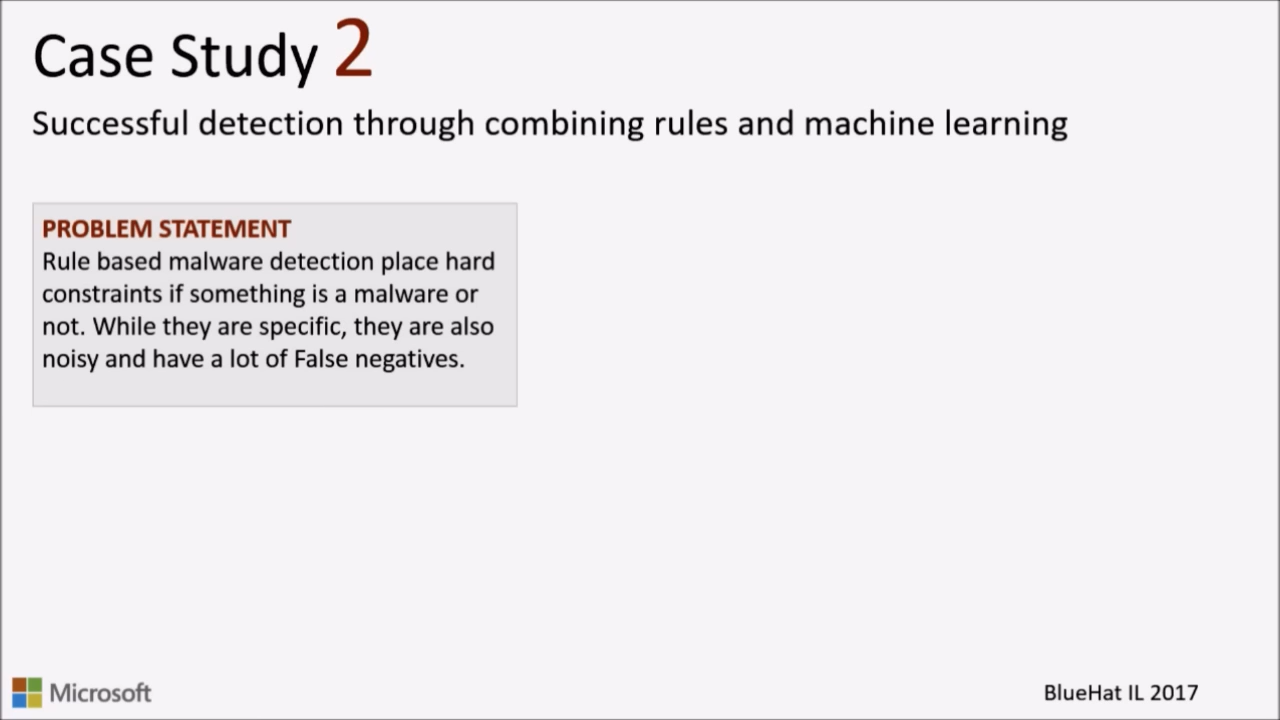 Case Study 2
Successful detection through combining rules and machine learning
PROBLEM STATEMENT
Rule based malware detection place hard
constraints if something is a malware or
not. While they are specific, they are also
noisy and have a lot of False negatives.
Microsoft
BlueHat IL 2017